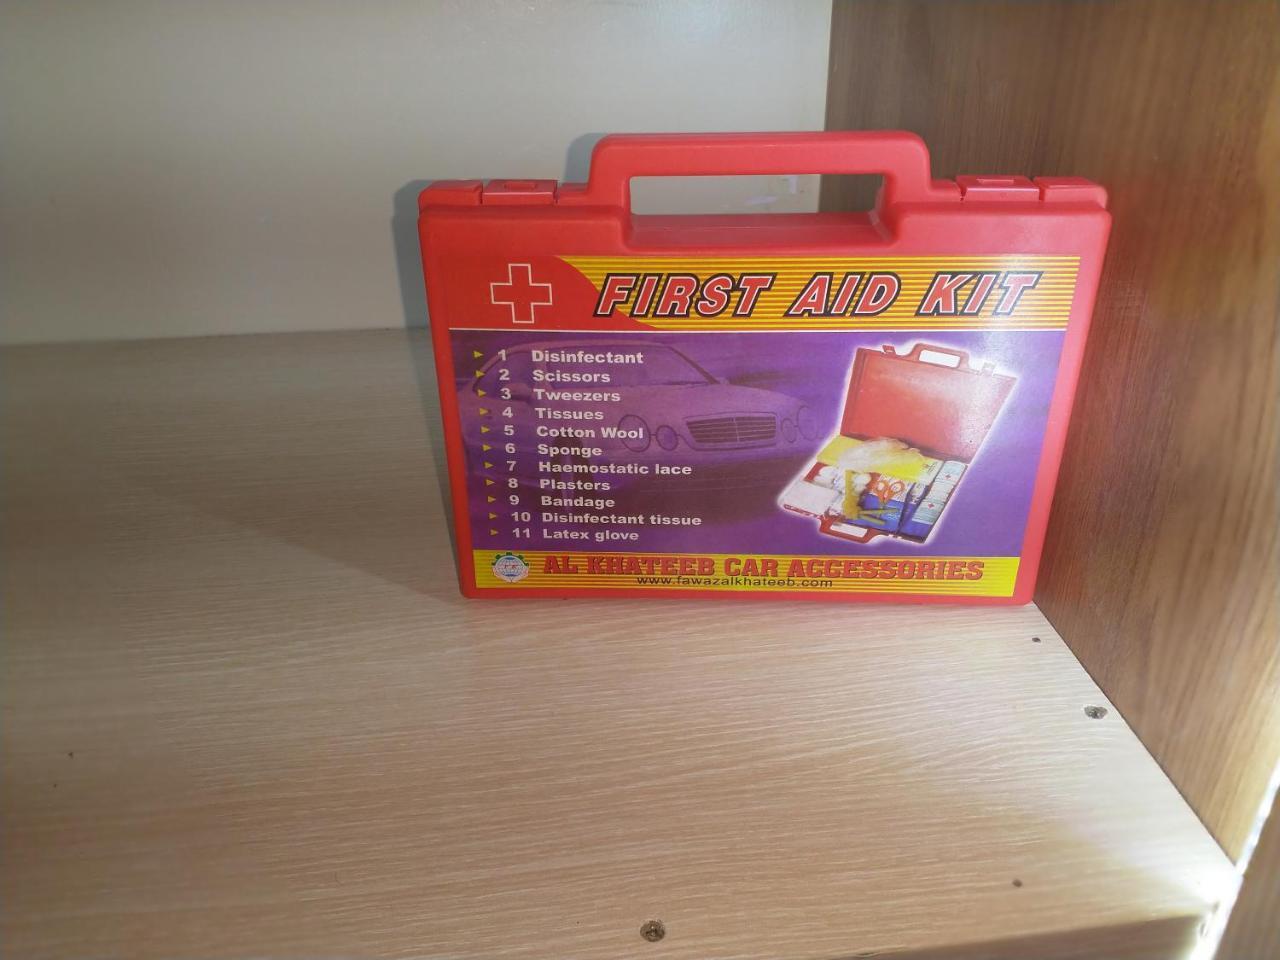 FIRST AID KIT
1 Disinfectant
2 Scissors
3 Tweezers
4 Tissues
5 Cotton Wool
6 Sponge
7 Haemostatic lace
8 Plasters
9 Bandage
10 Disinfectant tissue
11 Latex glove
AL KHATEEB CAR ACCESSORIES
www.fawazalkhateeb.com